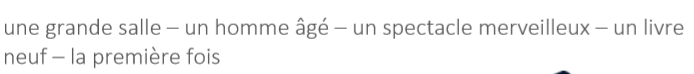 une grande salle – un homme âgé – un spectacle merveilleux – un livre
neuf – la première fois